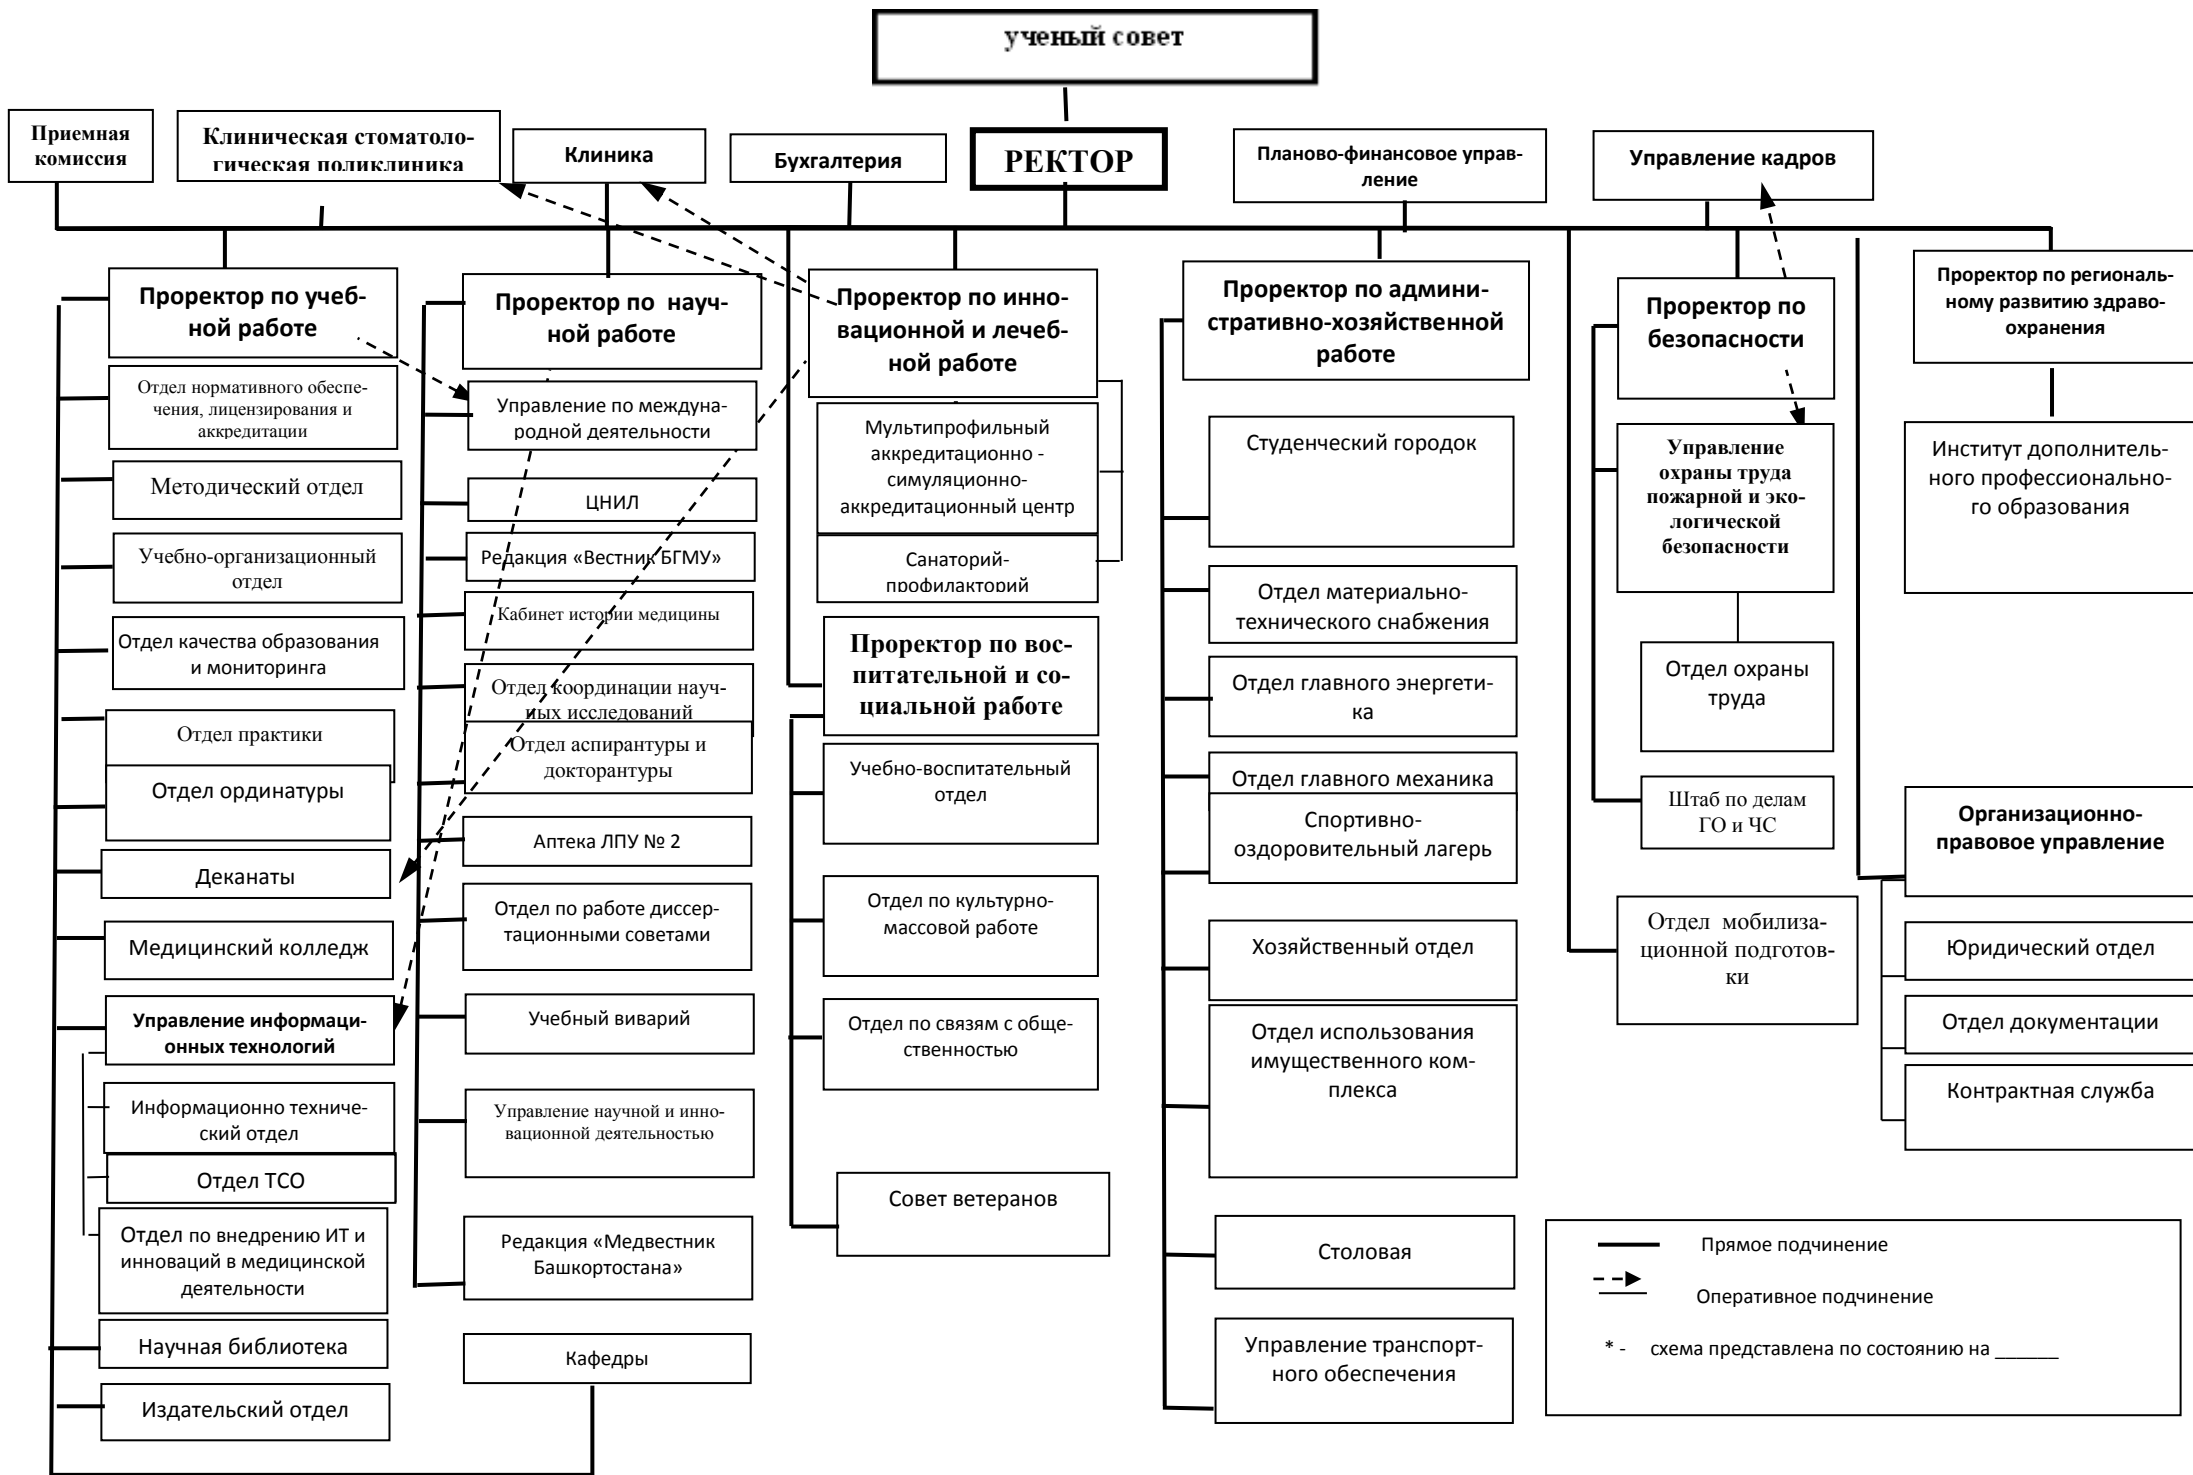 ученый совет
Приемная
комиссия
Клиническая стоматоло-
гическая поликлиника
Клиника
Бухгалтерия
РЕКТОР
Планово-финансовое управ-
ление
Управление кадров
Проректор по учеб-
ной работе
Отдел нормативного обеспе-
чения, лицензирования и
аккредитации
Методический отдел
Учебно-организационный
отдел
Отдел качества образования
и мониторинга
Отдел практики
Отдел ординатуры
Деканаты
Медицинский колледж
Управление информаци-
онных технологий
Информационно техниче-
ский отдел
Отдел ТСО
Отдел по внедрению ИТ и
инноваций в медицинской
деятельности
Научная библиотека
Издательский отдел
Проректор по науч-
ной работе
Управление по междуна-
родной деятельности
ЦНИЛ
Редакция «Вестник БГМУ»
Кабинет истории медицины
Отдел координации науч-
ных исследований
Отдел аспирантуры и
докторантуры
Аптека ЛПУ № 2
Отдел по работе диссер-
тационными советами
Учебный виварий
Управление научной и инно-
вационной деятельностью
Редакция «Медвестник
Башкортостана»
Кафедры
Проректор по инно-
вационной и лечеб-
ной работе
Мультипрофильный
аккредитационно -
симуляционно-
аккредитационный центр
Санаторий-
профилакторий
Проректор по вос-
питательной и со-
циальной работе
Учебно-воспитательный
отдел
Отдел по культурно-
массовой работе
Отдел по связям с обще-
ственностью
Совет ветеранов
Проректор по админи-
стративно-хозяйственной
работе
Студенческий городок
Отдел материально-
технического снабжения
Отдел главного энергети-
ка
Отдел главного механика
Спортивно-
оздоровительный лагерь
Хозяйственный отдел
Отдел использования
имущественного ком-
плекса
Столовая
Управление транспорт-
ного обеспечения
Проректор по
безопасности
Управление
охраны труда
пожарной и эко-
логической
безопасности
Отдел охраны
труда
Штаб по делам
ГО и ЧС
Отдел мобилиза-
ционной подготов-
ки
Проректор по региональ-
ному развитию здраво-
охранения
Институт дополнитель-
ного профессионально-
го образования
Организационно-
правовое управление
Юридический отдел
Отдел документации
Контрактная служба
Прямое подчинение
Оперативное подчинение
* - схема представлена по состоянию на ______